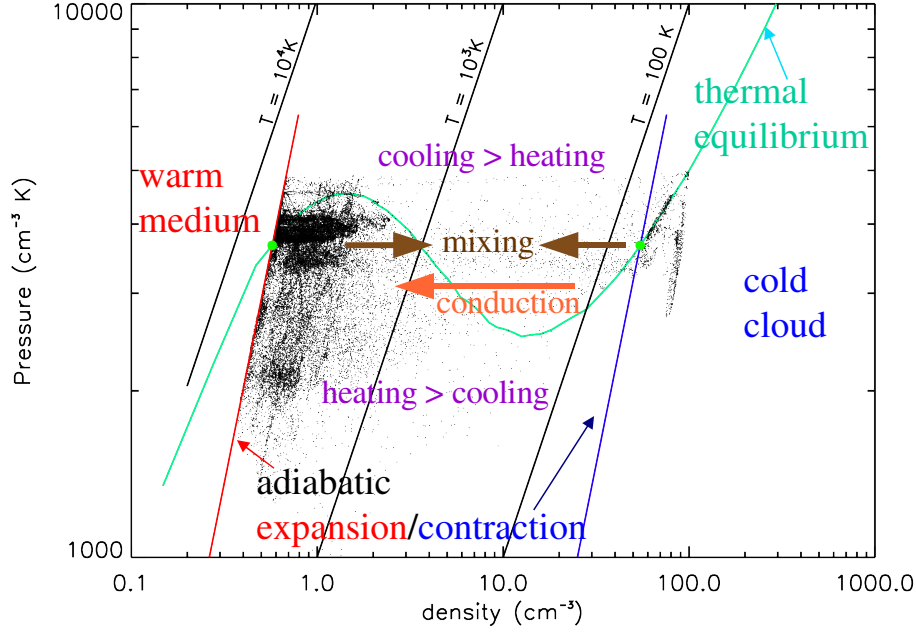 10000
T = 10⁴K
T = 10³K
T = 100 K
thermal
equilibrium
cooling > heating
warm
medium
mixing
conduction
cold
cloud
heating > cooling
adiabatic
expansion/contraction
Pressure (cm⁻³ K)
1000
0.1
1.0
10.0
100.0
1000.0
density (cm⁻³)